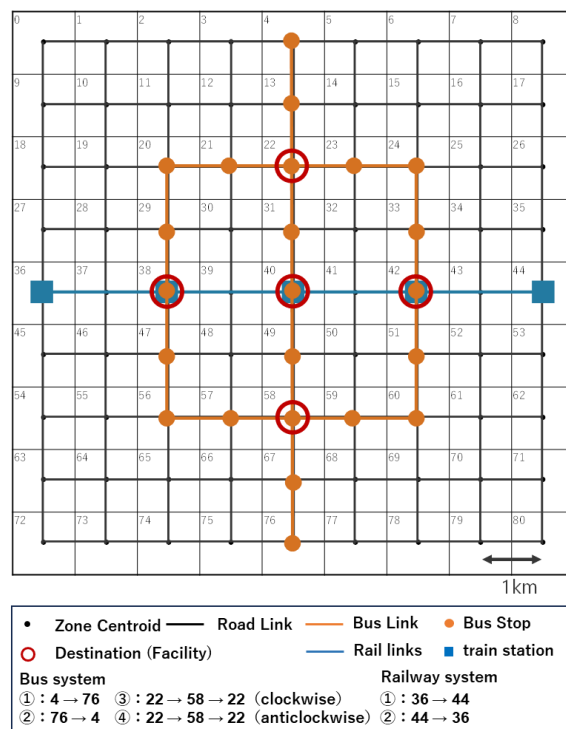 0 1 2 3 4 5 6 7 8
9 10 11 12 13 14 15 16 17
18 19 20 21 22 23 24 25 26
27 28 29 30 31 32 33 34 35
36 37 38 39 40 41 42 43 44
45 46 47 48 49 50 51 52 53
54 55 56 57 58 59 60 61 62
63 64 65 66 67 68 69 70 71
72 73 74 75 76 77 78 79 80
1km
Zone Centroid Road Link Bus Link Bus Stop
Destination (Facility) Rail links train station
Bus system Railway system
①：4 → 76 ③：22 → 58 → 22 (clockwise) ①：36 → 44
②：76 → 4 ④：22 → 58 → 22 (anticlockwise) ②：44 → 36